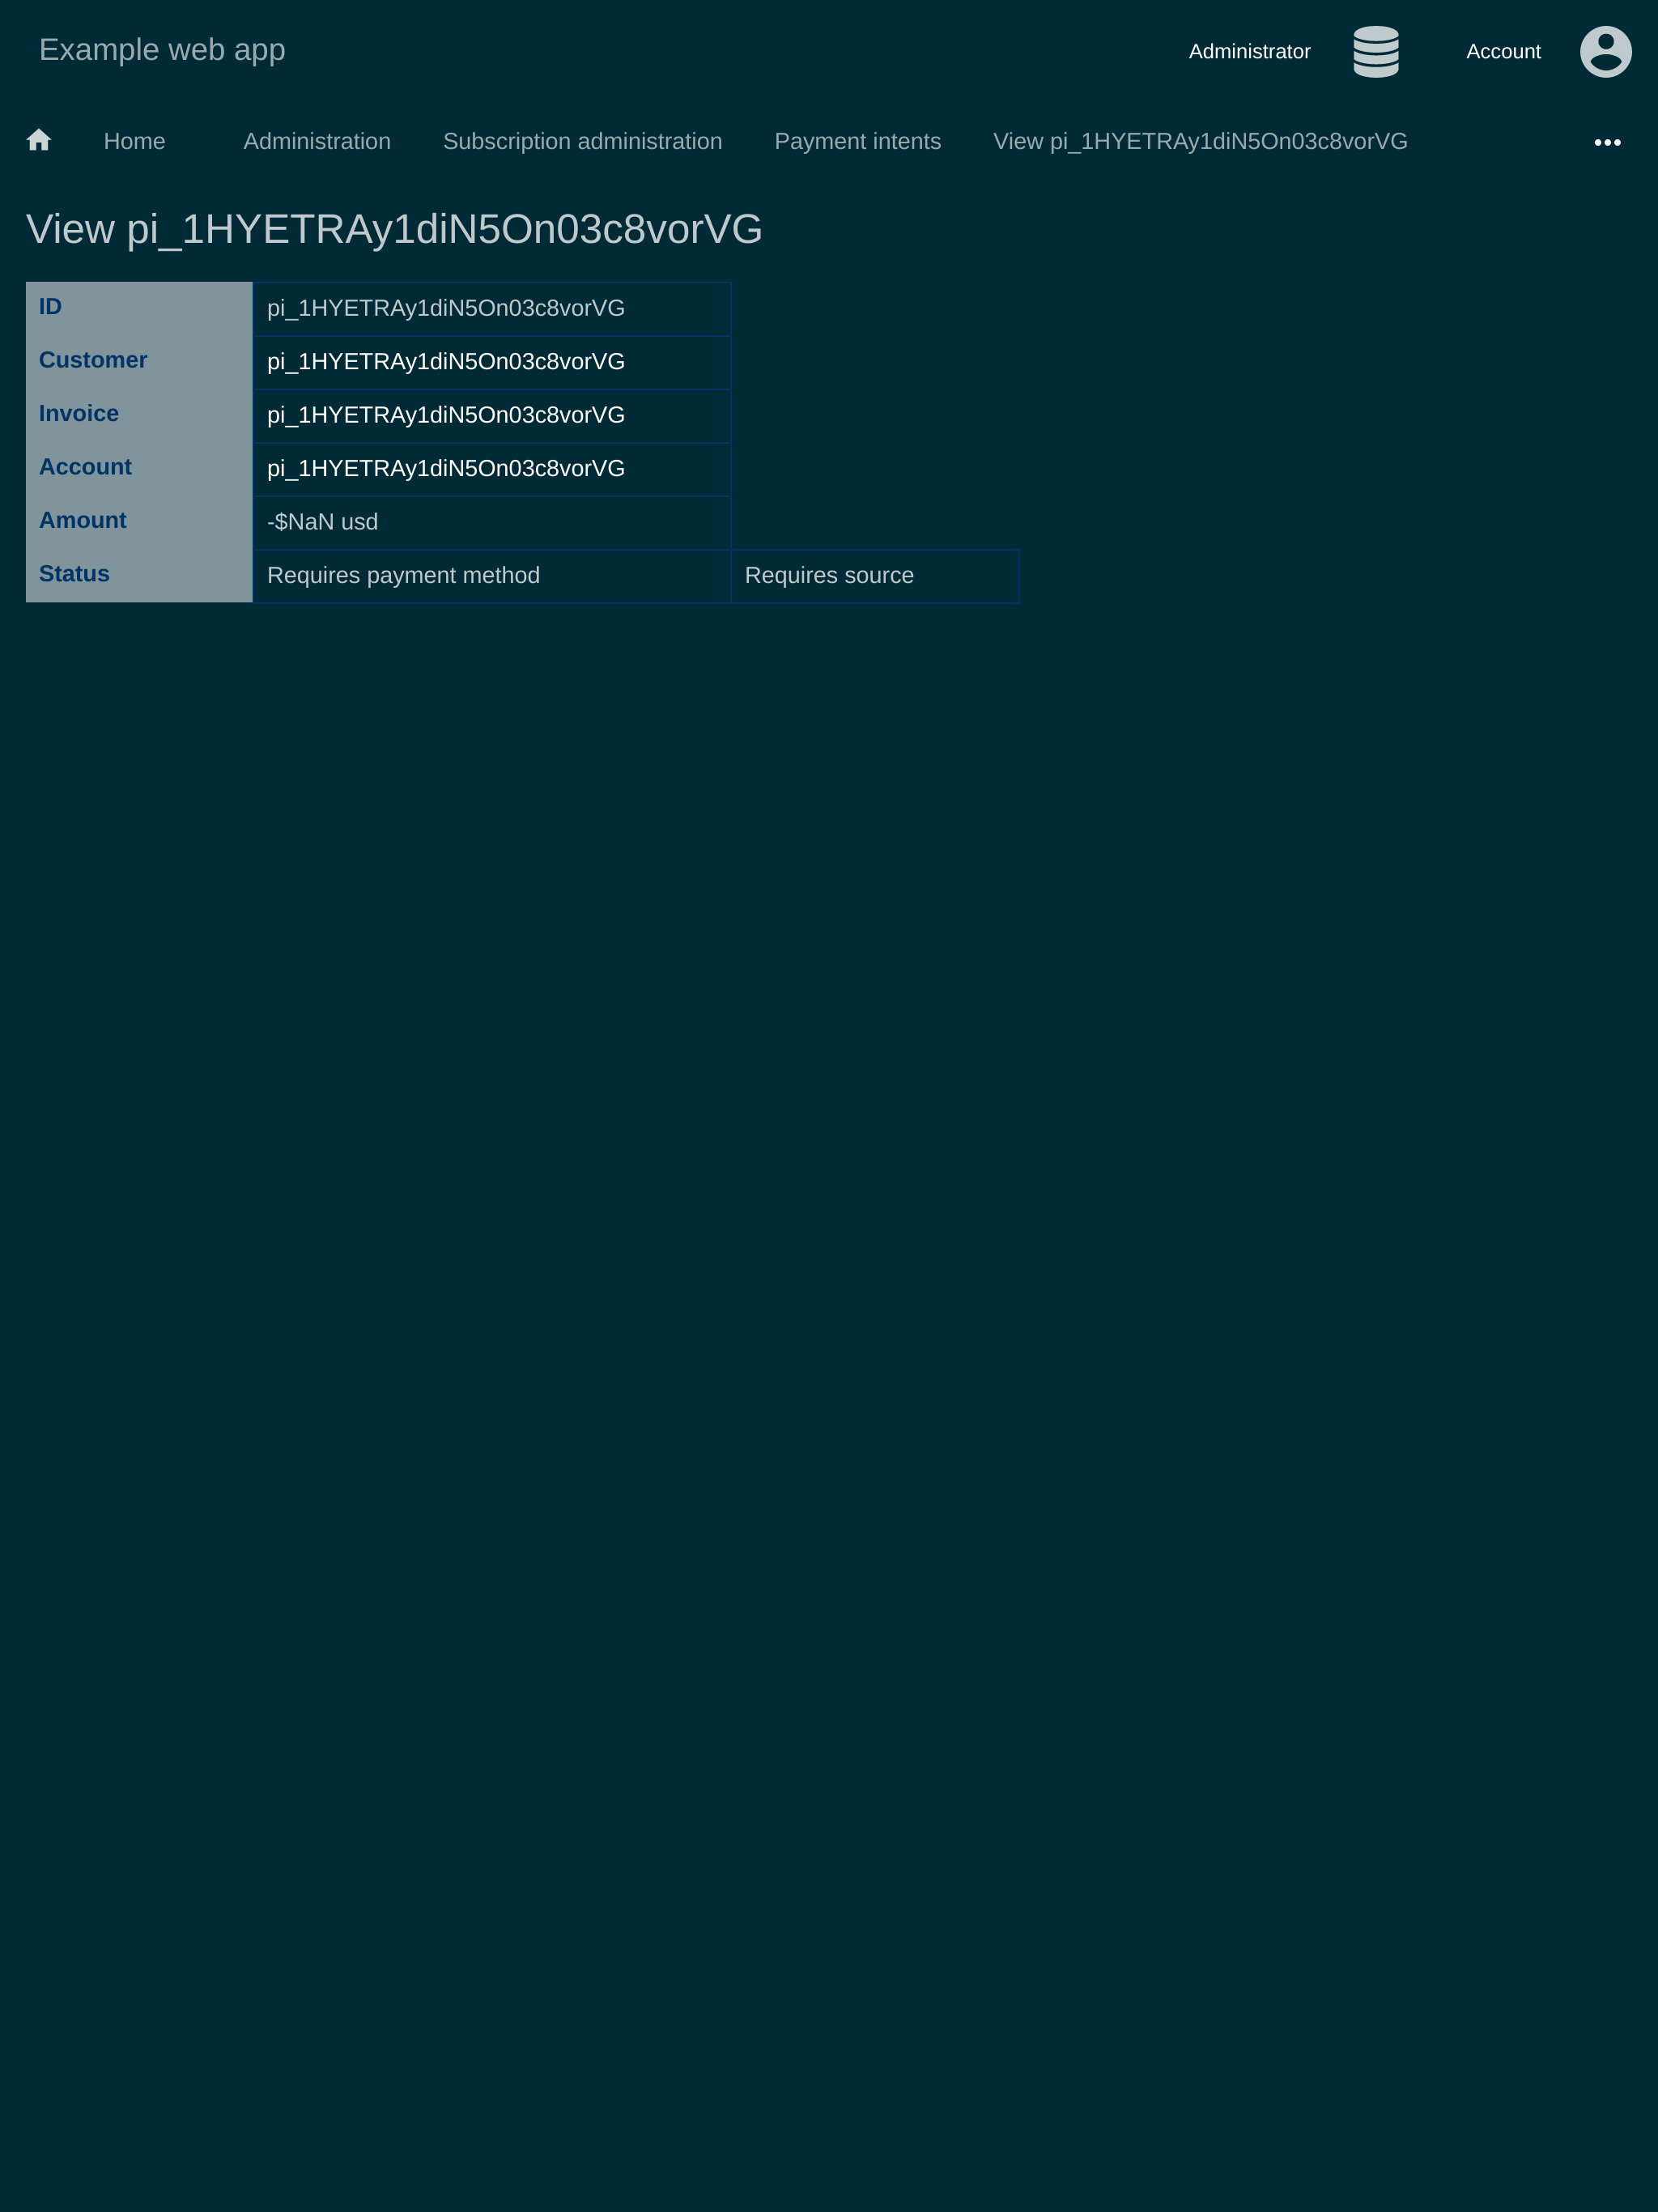 Example web app
Administrator
Account
Home
Administration
Subscription administration
Payment intents
View pi_1HYETRAy1diN5On03c8vorVG
View pi_1HYETRAy1diN5On03c8vorVG
ID pi_1HYETRAy1diN5On03c8vorVG
Customer pi_1HYETRAy1diN5On03c8vorVG
Invoice pi_1HYETRAy1diN5On03c8vorVG
Account pi_1HYETRAy1diN5On03c8vorVG
Amount -$NaN usd
Status Requires payment method Requires source